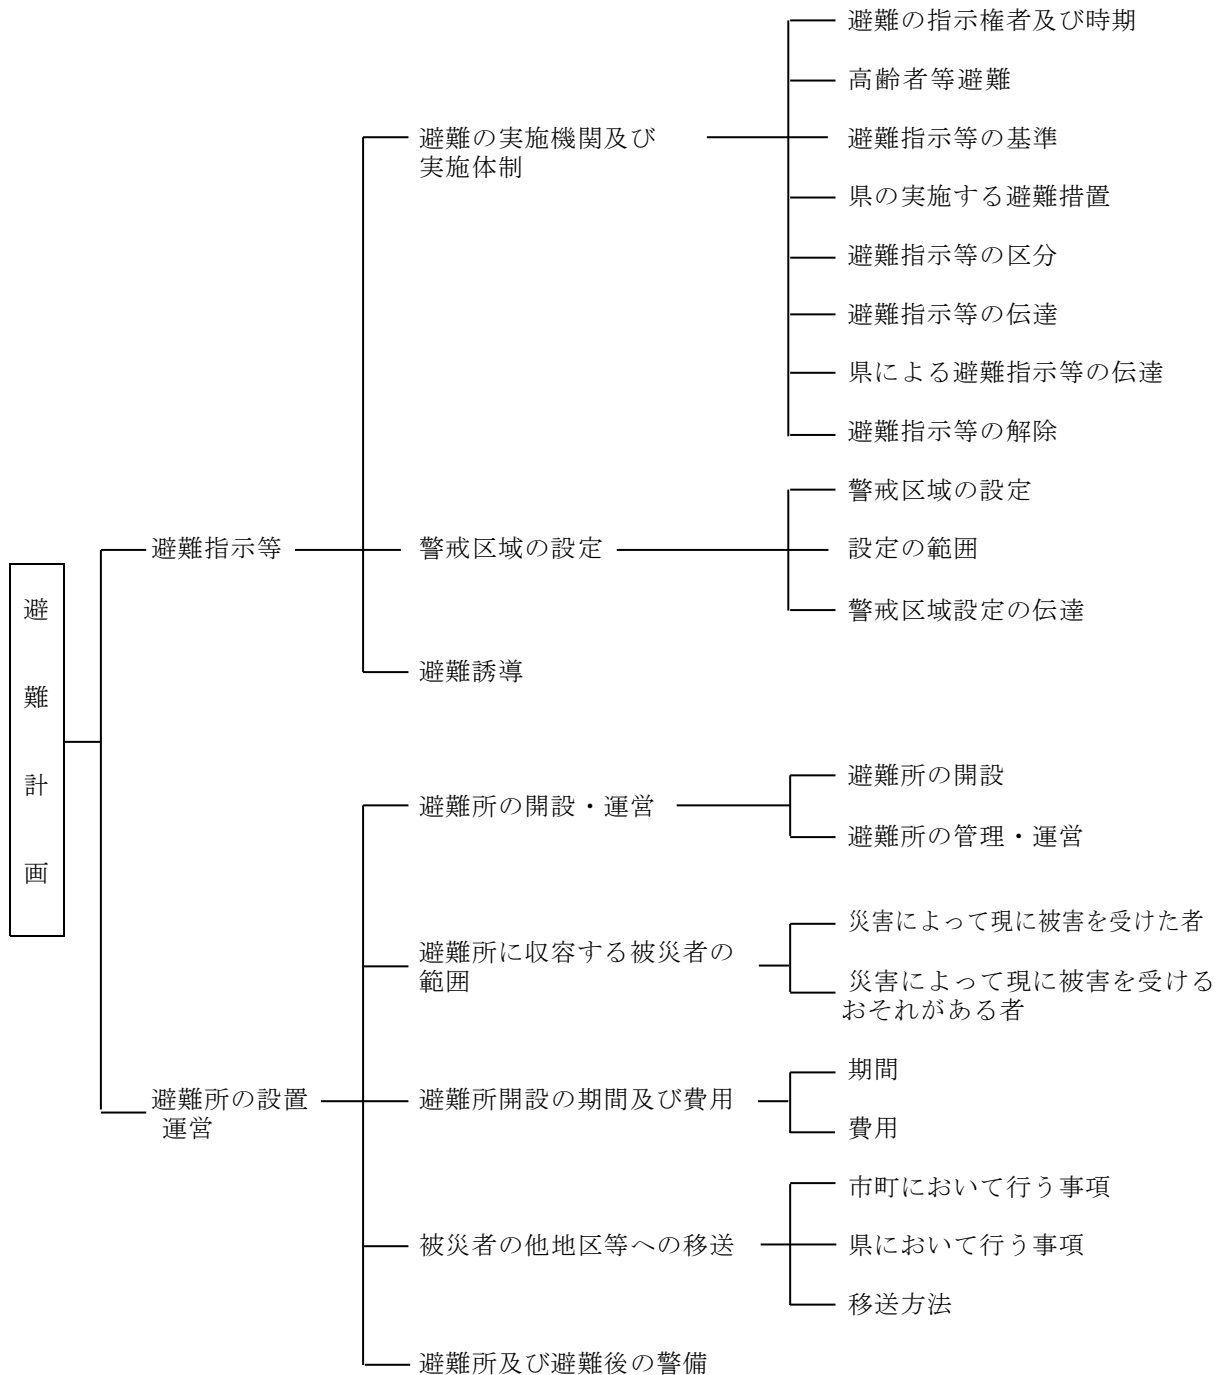 避難計画
避難指示等
避難の実施機関及び
実施体制
避難の指示権者及び時期
高齢者等避難
避難指示等の基準
県の実施する避難措置
避難指示等の区分
避難指示等の伝達
県による避難指示等の伝達
避難指示等の解除
警戒区域の設定
警戒区域の設定
設定の範囲
警戒区域設定の伝達
避難誘導
避難所の設置
運営
避難所の開設・運営
避難所の開設
避難所の管理・運営
避難所に収容する被災者の
範囲
災害によって現に被害を受けた者
災害によって現に被害を受ける
おそれがある者
避難所開設の期間及び費用
期間
費用
被災者の他地区等への移送
市町において行う事項
県において行う事項
移送方法
避難所及び避難後の警備